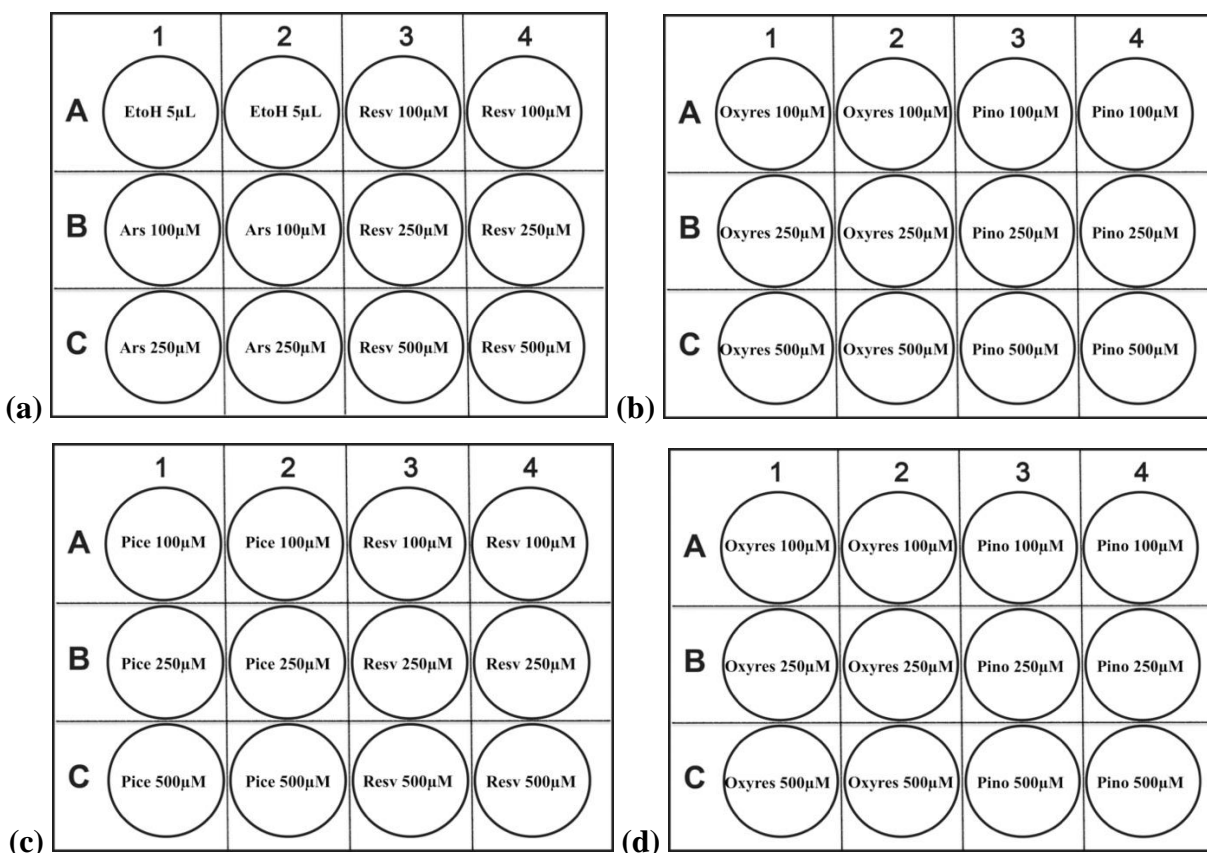 1 2 3 4
A EtoH 5µL EtoH 5µL Resv 100µM Resv 100µM
B Ars 100µM Ars 100µM Resv 250µM Resv 250µM
C Ars 250µM Ars 250µM Resv 500µM Resv 500µM
(a)
1 2 3 4
A Oxyres 100µM Oxyres 100µM Pino 100µM Pino 100µM
B Oxyres 250µM Oxyres 250µM Pino 250µM Pino 250µM
C Oxyres 500µM Oxyres 500µM Pino 500µM Pino 500µM
(b)
1 2 3 4
A Pice 100µM Pice 100µM Resv 100µM Resv 100µM
B Pice 250µM Pice 250µM Resv 250µM Resv 250µM
C Pice 500µM Pice 500µM Resv 500µM Resv 500µM
(c)
1 2 3 4
A Oxyres 100µM Oxyres 100µM Pino 100µM Pino 100µM
B Oxyres 250µM Oxyres 250µM Pino 250µM Pino 250µM
C Oxyres 500µM Oxyres 500µM Pino 500µM Pino 500µM
(d)